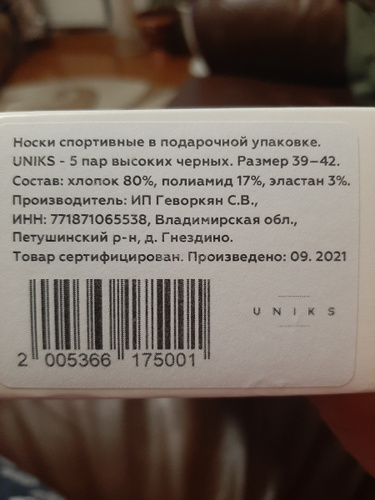 Носки спортивные в подарочной упаковке.
UNIKS - 5 пар высоких черных. Размер 39–42.
Состав: хлопок 80%, полиамид 17%, эластан 3%.
Производитель: ИП Геворкян С.В.,
ИНН: 771871065538, Владимирская обл.,
Петушинский р-н, д. Гнездино.
Товар сертифицирован. Произведено: 09. 2021
UNIKS
2 005366 175001